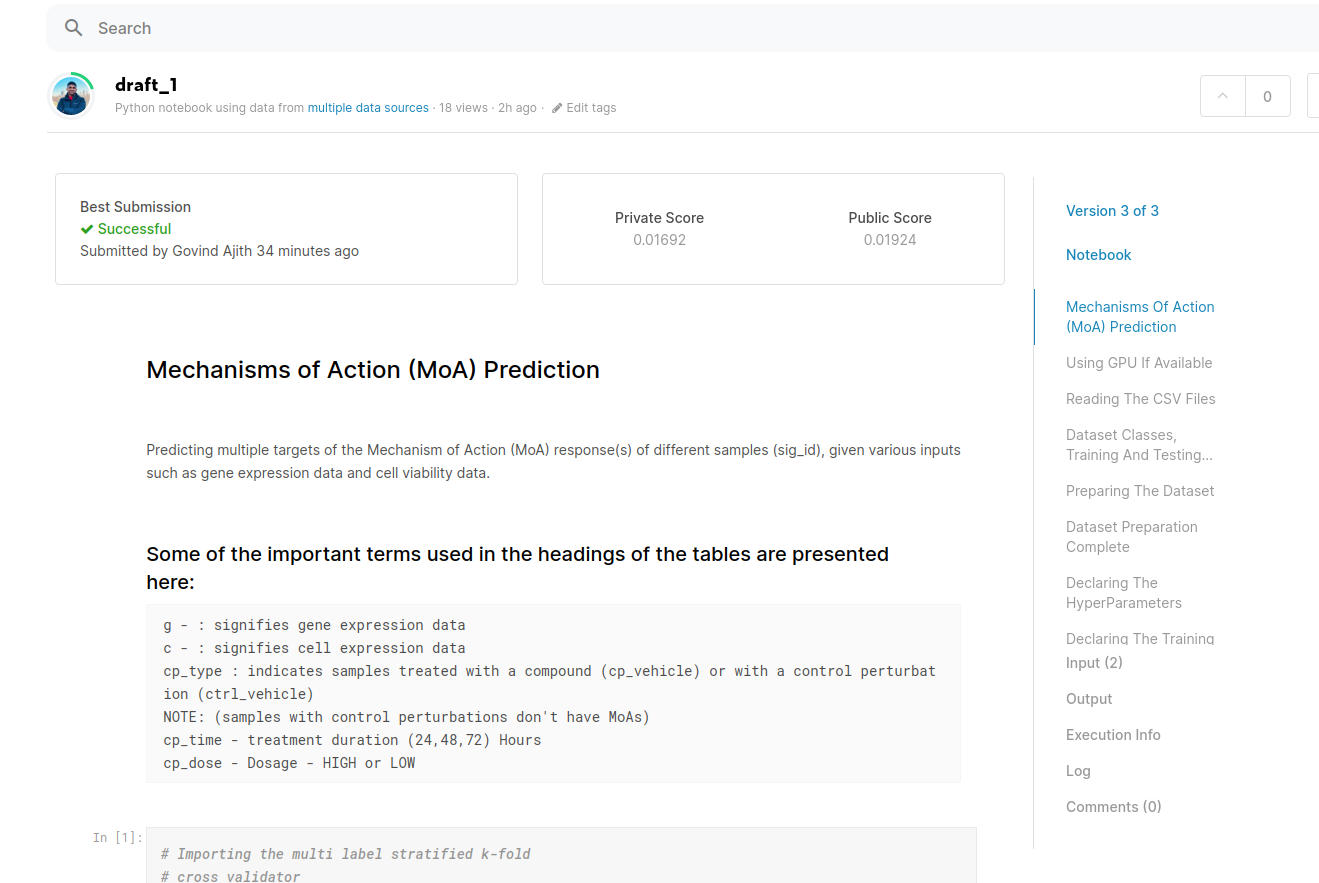 Search
draft_1
Python notebook using data from multiple data sources · 18 views · 2h ago · Edit tags
0
Best Submission
Successful
Submitted by Govind Ajith 34 minutes ago
Private Score
0.01692
Public Score
0.01924
Mechanisms of Action (MoA) Prediction
Predicting multiple targets of the Mechanism of Action (MoA) response(s) of different samples (sig_id), given various inputs
such as gene expression data and cell viability data.
Some of the important terms used in the headings of the tables are presented
here:
g - : signifies gene expression data
c - : signifies cell expression data
cp_type : indicates samples treated with a compound (cp_vehicle) or with a control perturbat
ion (ctrl_vehicle)
NOTE: (samples with control perturbations don't have MoAs)
cp_time - treatment duration (24,48,72) Hours
cp_dose - Dosage - HIGH or LOW
In [1]:
# Importing the multi label stratified k-fold
# cross validator
Version 3 of 3
Notebook
Mechanisms Of Action
(MoA) Prediction
Using GPU If Available
Reading The CSV Files
Dataset Classes,
Training And Testing...
Preparing The Dataset
Dataset Preparation
Complete
Declaring The
HyperParameters
Declaring The Training
Input (2)
Output
Execution Info
Log
Comments (0)